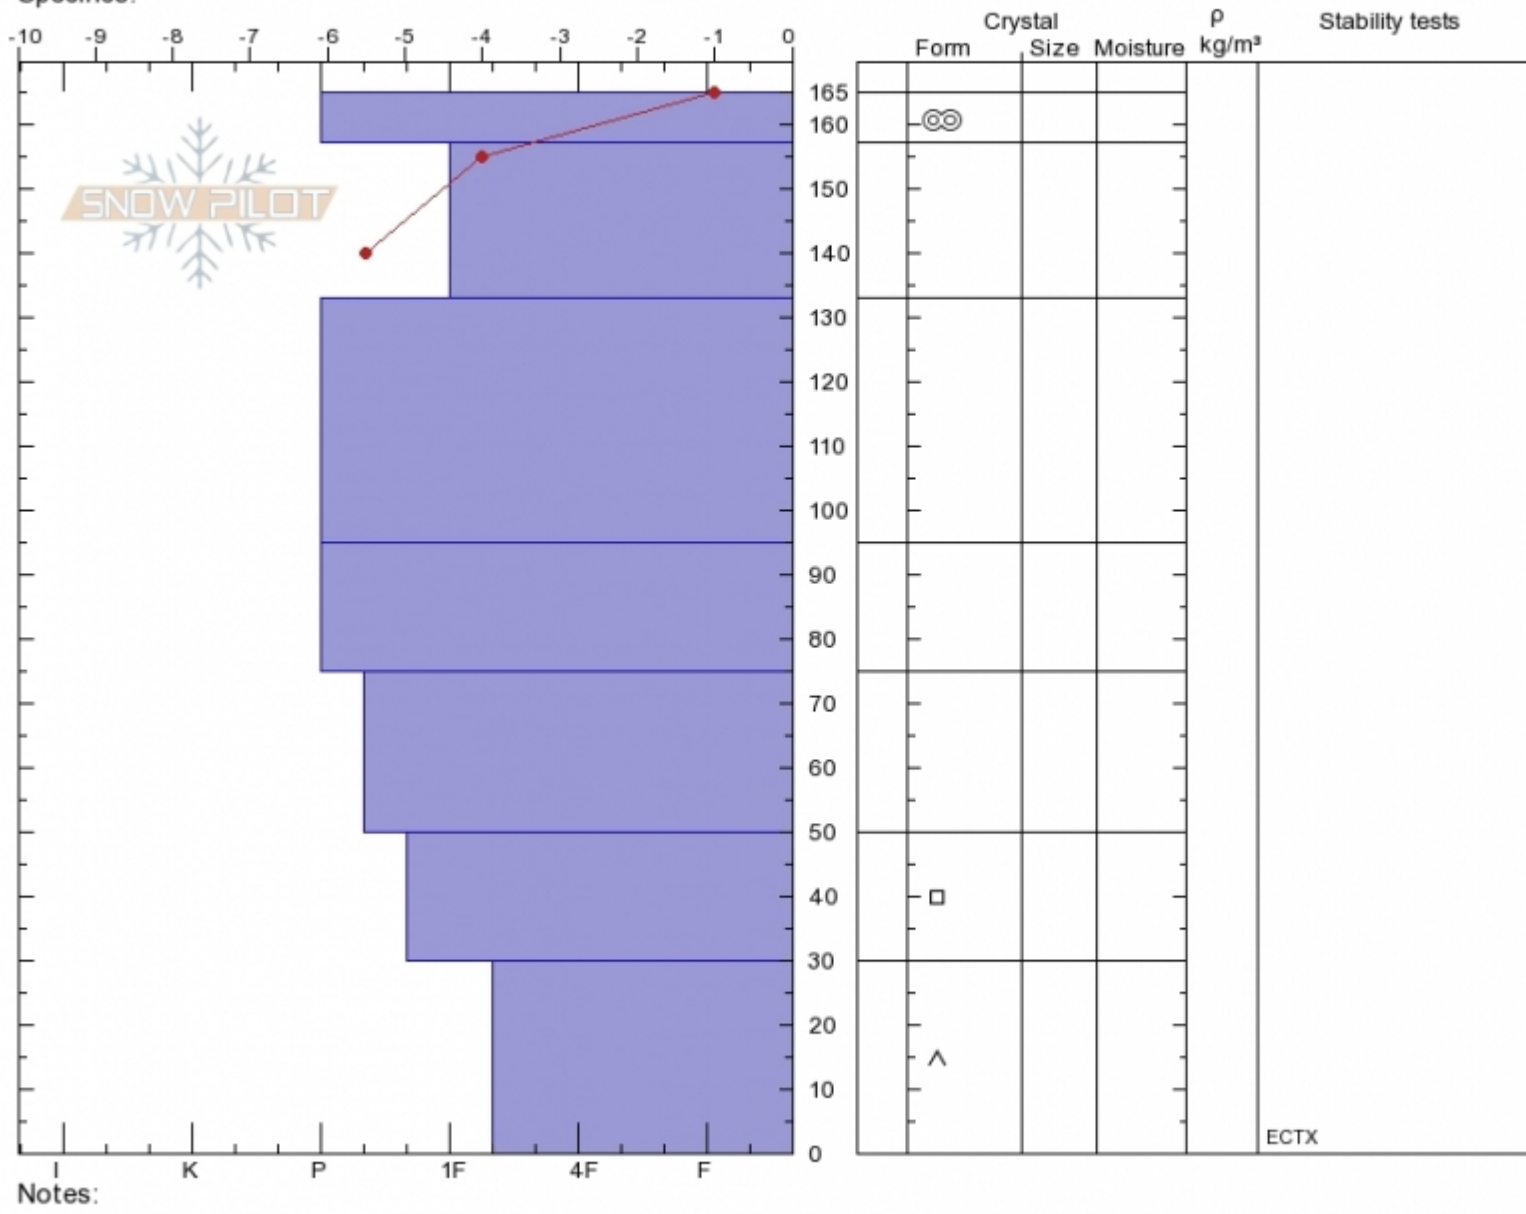 Specifics:
Crystal ρ Stability tests
-10 -9 -8 -7 -6 -5 -4 -3 -2 -1 0 Form Size Moisture kg/m³
165
160
SNOW PILOT
150
140
130
120
110
100
90
80
70
60
50
40
30
20
10
ECTX
0
I K P 1F 4F F
Notes: